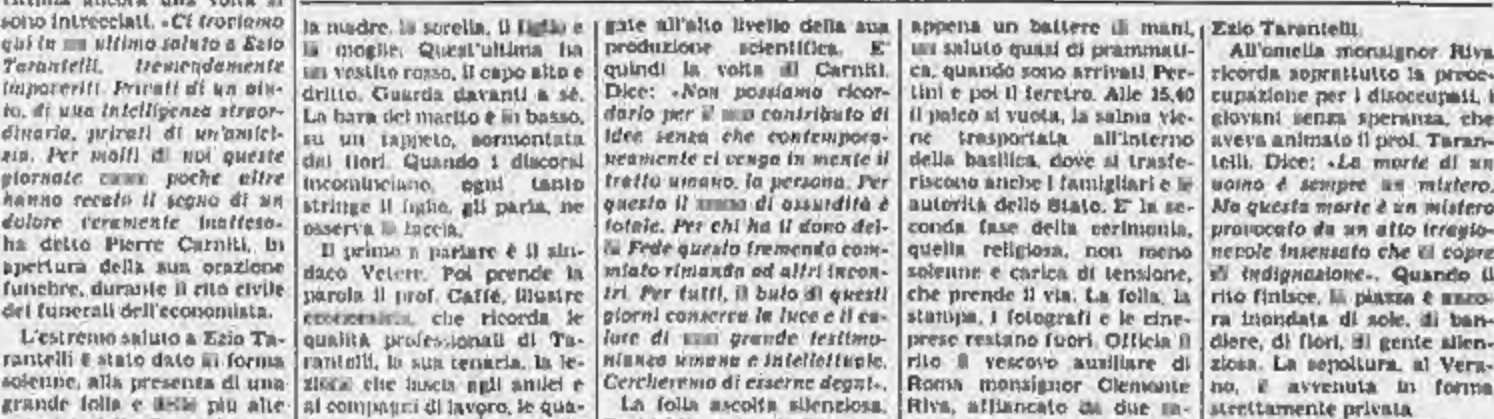 sono intrecciati. «Ci troviamo
qui in un ultimo saluto a Ezio
Tarantelli, tremendamente
impoveriti. Privati di un aiu-
to, di una intelligenza straor-
dinaria, privati di un'amici-
zia. Per molti di noi queste
giornate come poche altre
hanno recato il segno di un
dolore veramente inatteso»
ha detto Pierre Carniti, in
apertura della sua orazione
funebre, durante il rito civile
dei funerali dell'economista.
L'estremo saluto a Ezio Ta-
rantelli è stato dato in forma
solenne, alla presenza di una
grande folla e delle più alte
la madre, la sorella, il figlio e
la moglie. Quest'ultima ha
un vestito rosso, il capo alto e
dritto. Guarda davanti a sé.
La bara del marito è in basso,
su un tappeto, sormontata
dai fiori. Quando i discorsi
incominciano, ogni tanto
stringe il figlio, gli parla, ne
osserva la faccia.
Il primo a parlare è il sin-
daco Vetere. Poi prende la
parola il prof. Caffè, illustre
economista, che ricorda le
qualità professionali di Ta-
rantelli, la sua tenacia, la le-
zione che lascia agli amici e
ai compagni di lavoro, le qua-
gate all'alto livello della sua
produzione scientifica. E'
quindi la volta di Carniti.
Dice: «Non possiamo ricor-
darlo per il suo contributo di
idee senza che contempora-
neamente ci venga in mente il
tratto umano, la persona. Per
questo il senso di assurdità è
totale. Per chi ha il dono del-
la Fede questo tremendo com-
miato rimanda ad altri incon-
tri. Per tutti, il buio di questi
giorni conserva la luce e il ca-
lore di una grande testimo-
nianza umana e intellettuale.
Cercheremo di esserne degni».
La folla ascolta silenziosa,
appena un battere di mani,
un saluto quasi di prammati-
ca, quando sono arrivati Per-
tini e poi il feretro. Alle 15,40
il palco si vuota, la salma vie-
ne trasportata all'interno
della basilica, dove si trasfe-
riscono anche i famigliari e le
autorità dello Stato. E' la se-
conda fase della cerimonia,
quella religiosa, non meno
solenne e carica di tensione,
che prende il via. La folla, la
stampa, i fotografi e le cine-
prese restano fuori. Officia il
rito il vescovo ausiliare di
Roma monsignor Clemente
Riva, affiancato da due sa-
Ezio Tarantelli.
All'omelia monsignor Riva
ricorda soprattutto la preoc-
cupazione per i disoccupati, i
giovani senza speranza, che
aveva animato il prof. Taran-
telli. Dice: «La morte di un
uomo è sempre un mistero.
Ma questa morte è un mistero
provocato da un atto irragio-
nevole insensato che ci copre
di indignazione». Quando il
rito finisce, la piazza è anco-
ra inondata di sole, di ban-
diere, di fiori, di gente silen-
ziosa. La sepoltura, al Vera-
no, è avvenuta in forma
strettamente privata